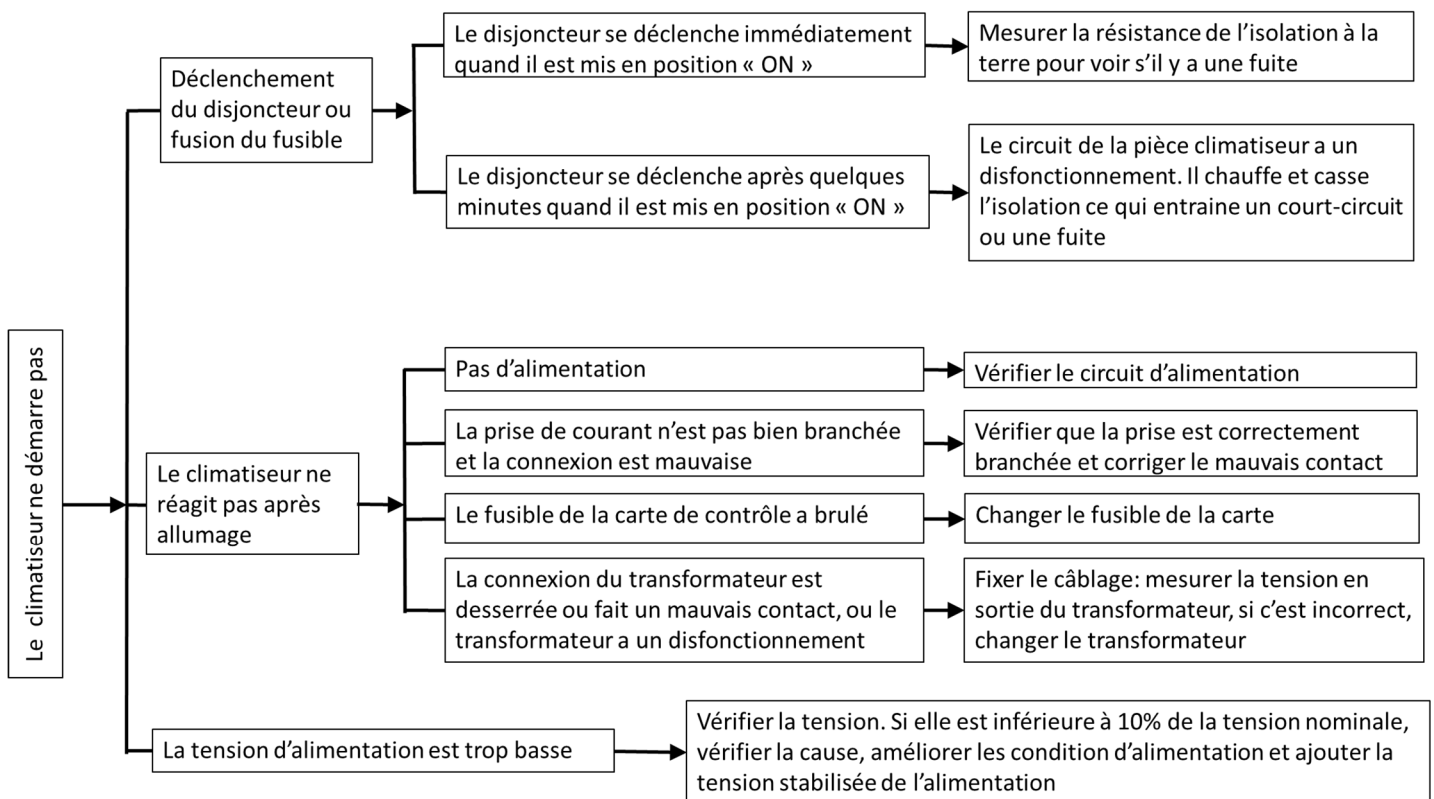 Le climatiseur ne démarre pas
Déclenchement
du disjoncteur ou
fusion du fusible
Le disjoncteur se déclenche immédiatement
quand il est mis en position « ON »
Mesurer la résistance de l’isolation à la
terre pour voir s’il y a une fuite
Le disjoncteur se déclenche après quelques
minutes quand il est mis en position « ON »
Le circuit de la pièce climatiseur a un
disfonctionnement. Il chauffe et casse
l’isolation ce qui entraine un court-circuit
ou une fuite
Le climatiseur ne
réagit pas après
allumage
Pas d’alimentation
Vérifier le circuit d’alimentation
La prise de courant n’est pas bien branchée
et la connexion est mauvaise
Vérifier que la prise est correctement
branchée et corriger le mauvais contact
Le fusible de la carte de contrôle a brulé
Changer le fusible de la carte
La connexion du transformateur est
desserrée ou fait un mauvais contact, ou le
transformateur a un disfonctionnement
Fixer le câblage: mesurer la tension en
sortie du transformateur, si c’est incorrect,
changer le transformateur
La tension d’alimentation est trop basse
Vérifier la tension. Si elle est inférieure à 10% de la tension nominale,
vérifier la cause, améliorer les condition d’alimentation et ajouter la
tension stabilisée de l’alimentation